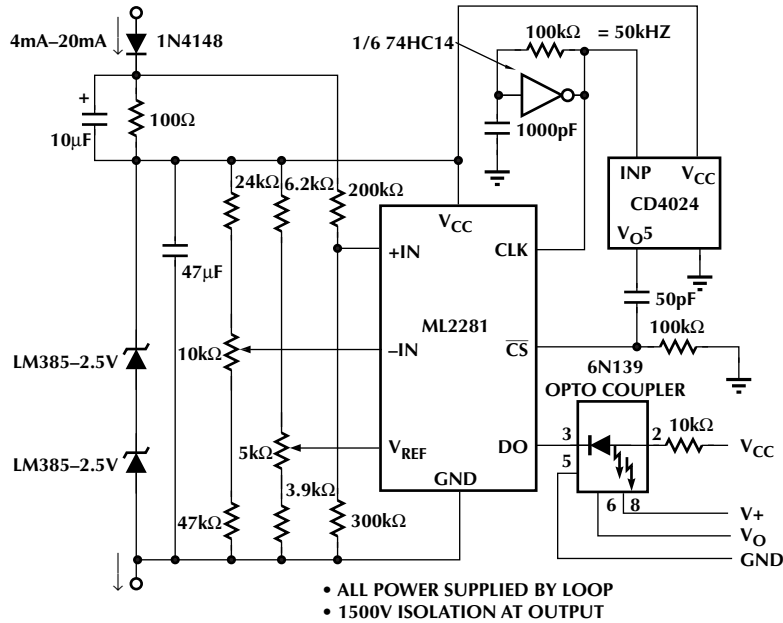 4mA–20mA
1N4148
+
10μF
100Ω
1/6 74HC14
100kΩ
= 50kHZ
1000pF
INP
VCC
CD4024
VO5
50pF
100kΩ
24kΩ
6.2kΩ
200kΩ
47μF
VCC
+IN
CLK
ML2281
10kΩ
–IN
CS
LM385–2.5V
6N139
OPTO COUPLER
LM385–2.5V
5kΩ
VREF
DO
GND
3
2
10kΩ
VCC
5
6
8
V+
VO
GND
3.9kΩ
47kΩ
300kΩ
• ALL POWER SUPPLIED BY LOOP
• 1500V ISOLATION AT OUTPUT